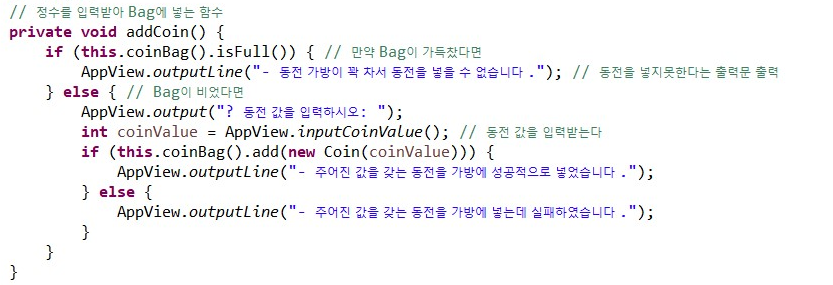 // 정수를 입력받아 Bag에 넣는 함수
private void addCoin() {
    if (this.coinBag().isFull()) { // 만약 Bag이 가득찼다면
        AppView.outputLine("- 동전 가방이 꽉 차서 동전을 넣을 수 없습니다 ."); // 동전을 넣지못한다는 출력문 출력
    } else { // Bag이 비었다면
        AppView.output("? 동전 값을 입력하시오: ");
        int coinValue = AppView.inputCoinValue(); // 동전 값을 입력받는다
        if (this.coinBag().add(new Coin(coinValue))) {
            AppView.outputLine("- 주어진 값을 갖는 동전을 가방에 성공적으로 넣었습니다 .");
        } else {
            AppView.outputLine("- 주어진 값을 갖는 동전을 가방에 넣는데 실패하였습니다 .");
        }
    }
}